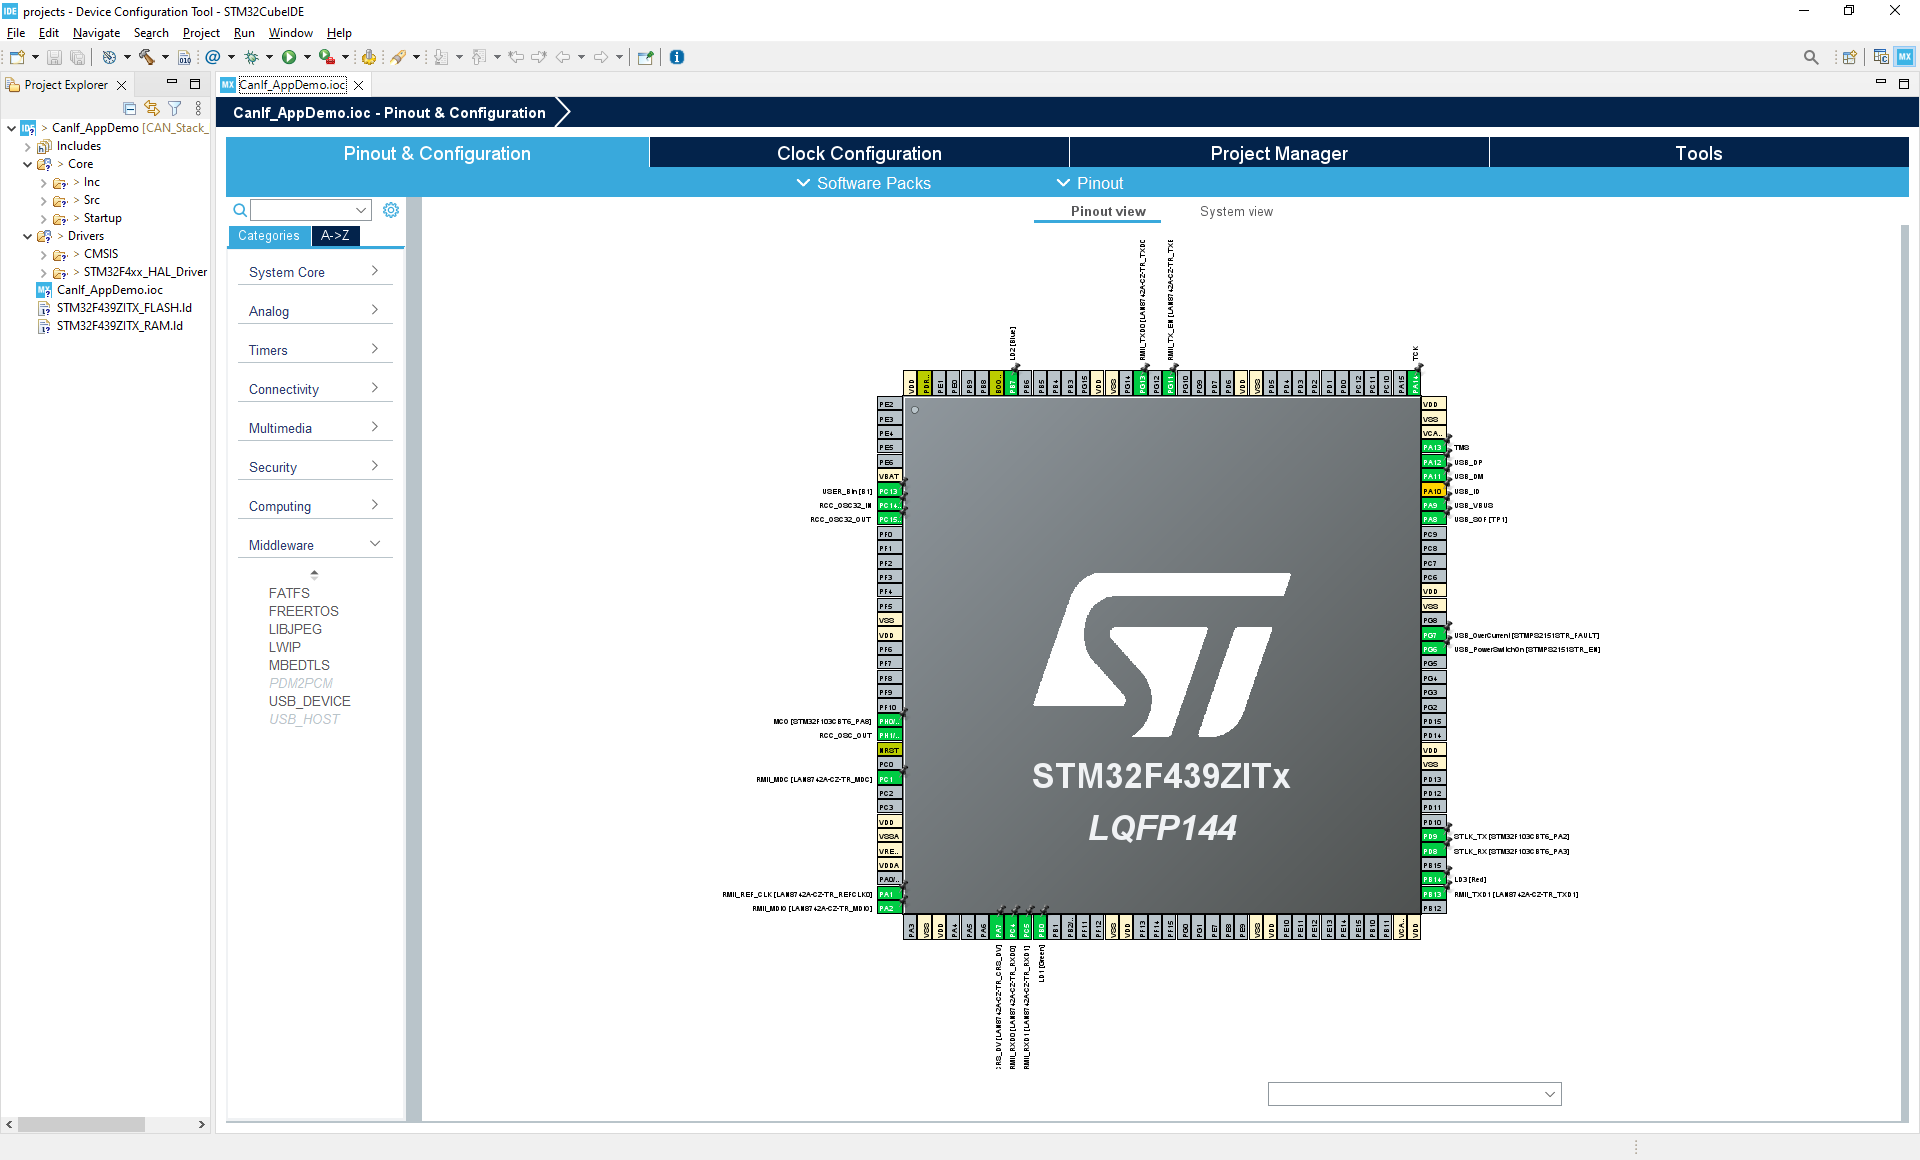 IDE projects - Device Configuration Tool - STM32CubeIDE
File Edit Navigate Search Project Run Window Help
Project Explorer
MX CanIf_AppDemo.ioc
CanIf_AppDemo.ioc - Pinout & Configuration
Pinout & Configuration Clock Configuration Project Manager Tools
Software Packs Pinout
Pinout view System view
> CanIf_AppDemo [CAN_Stack_
Includes
> Core
> Inc
> Src
> Startup
> Drivers
> CMSIS
> STM32F4xx_HAL_Driver
CanIf_AppDemo.ioc
STM32F439ZITX_FLASH.ld
STM32F439ZITX_RAM.ld
Categories A->Z
System Core
Analog
Timers
Connectivity
Multimedia
Security
Computing
Middleware
FATFS
FREERTOS
LIBJPEG
LWIP
MBEDTLS
PDM2PCM
USB_DEVICE
USB_HOST
RMII_TXD0 [LAN8742A-CZ-TR_TXD0
RMII_TX_EN [LAN8742A-CZ-TR_TXE
LD2 [Blue]
TCK
VDD PDR.. PE1 PE0 PB9 PB8 BOO.. PB7 PB6 PB5 PB4 PB3 PG15 VDD VSS PG14 PG13 PG12 PG11 PG10 PG9 PD7 PD6 VDD VSS PD5 PD4 PD3 PD2 PD1 PD0 PC12 PC11 PC10 PA15 PA14
PE2
PE3
PE4
PE5
PE6
VBAT
USER_Btn [B1] PC13
RCC_OSC32_IN PC14..
RCC_OSC32_OUT PC15..
PF0
PF1
PF2
PF3
PF4
PF5
VSS
VDD
PF6
PF7
PF8
PF9
PF10
MCO [STM32F103CBT6_PA8] PH0/..
RCC_OSC_OUT PH1/..
NRST
PC0
RMII_MDC [LAN8742A-CZ-TR_MDC] PC1
PC2
PC3
VDD
VSSA
VRE..
VDDA
PA0/..
RMII_REF_CLK [LAN8742A-CZ-TR_REFCLK0] PA1
RMII_MDIO [LAN8742A-CZ-TR_MDIO] PA2
ST
STM32F439ZITx
LQFP144
VDD
VSS
VCA..
PA13 TMS
PA12 USB_DP
PA11 USB_DM
PA10 USB_ID
PA9 USB_VBUS
PA8 USB_SOF [TP1]
PC9
PC8
PC7
PC6
VDD
VSS
PG8
PG7 USB_OverCurrent [STMPS2151STR_FAULT]
PG6 USB_PowerSwitchOn [STMPS2151STR_EN]
PG5
PG4
PG3
PG2
PD15
PD14
VDD
VSS
PD13
PD12
PD11
PD10
PD9 STLK_TX [STM32F103CBT6_PA2]
PD8 STLK_RX [STM32F103CBT6_PA3]
PB15
PB14 LD3 [Red]
PB13 RMII_TXD1 [LAN8742A-CZ-TR_TXD1]
PB12
PA3 VSS VDD PA4 PA5 PA6 PA7 PC4 PC5 PB0 PB1 PB2/.. PF11 PF12 VSS VDD PF13 PF14 PF15 PG0 PG1 PE7 PE8 PE9 VSS VDD PE10 PE11 PE12 PE13 PE14 PE15 PB10 PB11 VCA.. VDD
CRS_DV [LAN8742A-CZ-TR_CRS_DV]
RMII_RXD0 [LAN8742A-CZ-TR_RXD0]
RMII_RXD1 [LAN8742A-CZ-TR_RXD1]
LD1 [Green]